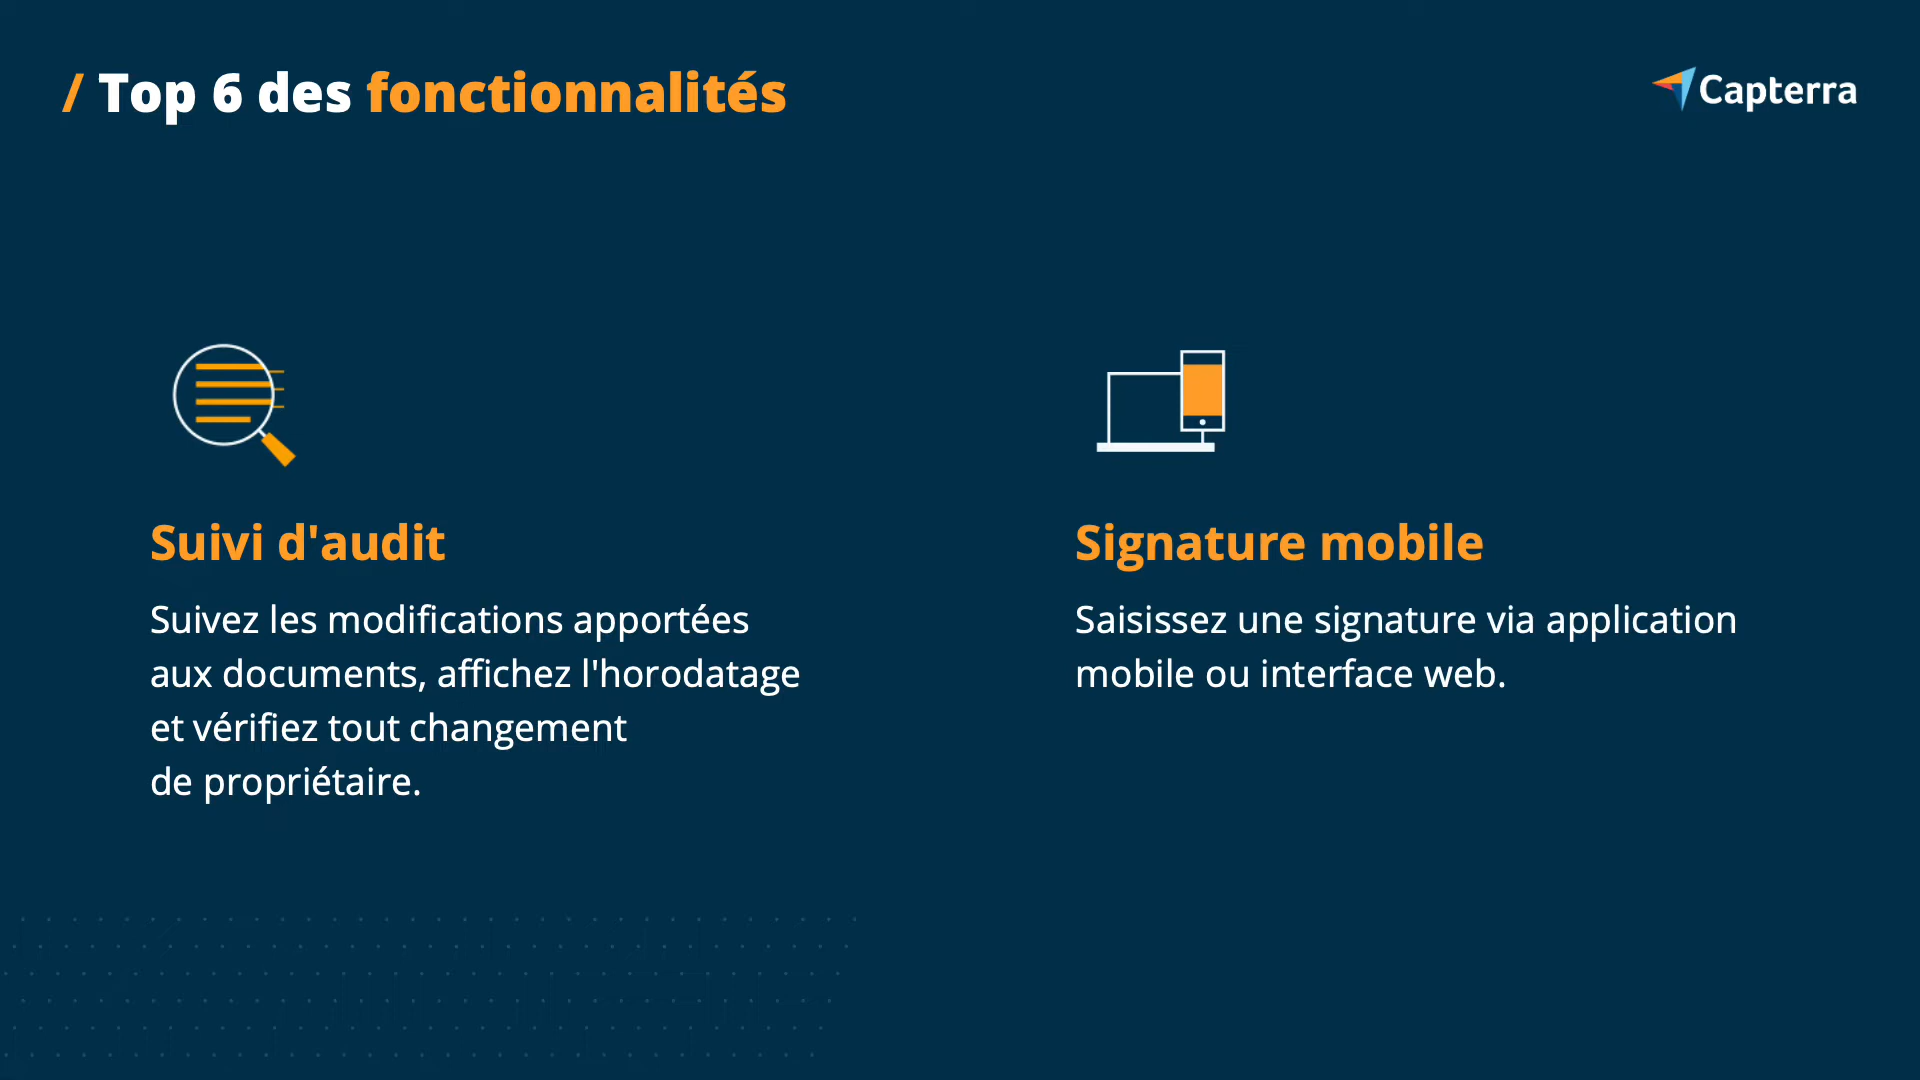 / Top 6 des fonctionnalités
Capterra
Suivi d'audit
Suivez les modifications apportées
aux documents, affichez l'horodatage
et vérifiez tout changement
de propriétaire.
Signature mobile
Saisissez une signature via application
mobile ou interface web.